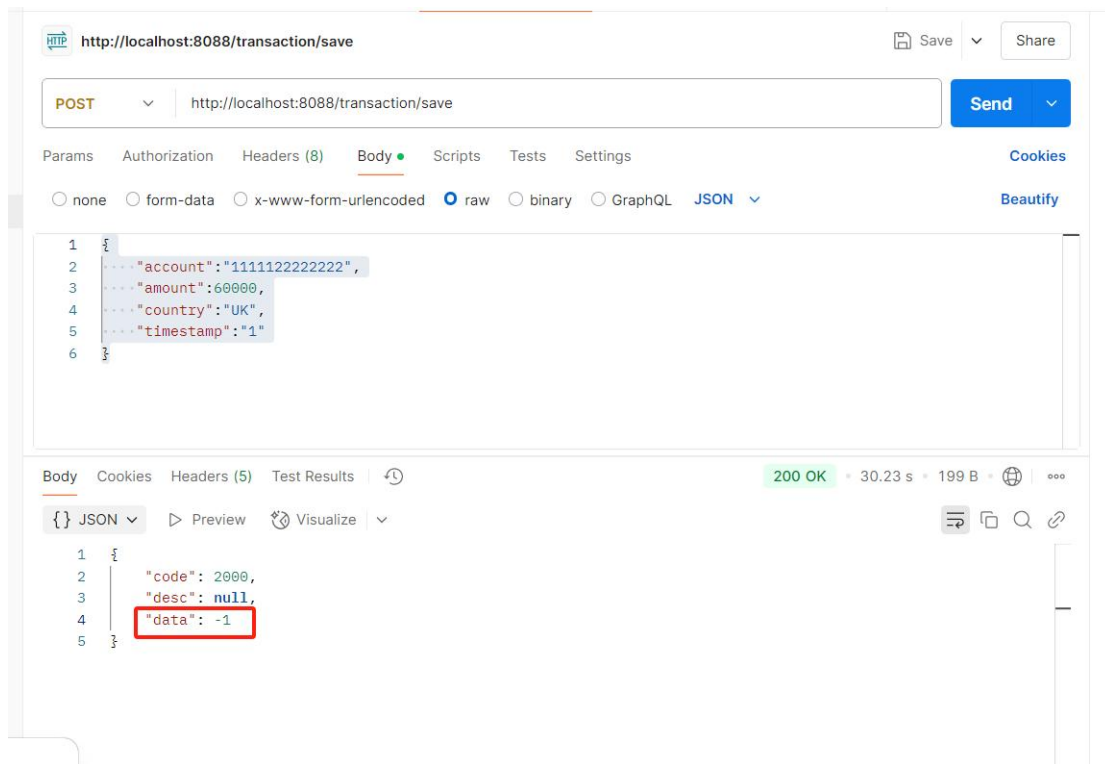 HTTP http://localhost:8088/transaction/save Save Share
POST http://localhost:8088/transaction/save Send
Params Authorization Headers (8) Body Scripts Tests Settings Cookies
none form-data x-www-form-urlencoded raw binary GraphQL JSON Beautify
1 {
2 "account":"1111122222222",
3 "amount":60000,
4 "country":"UK",
5 "timestamp":"1"
6 }
Body Cookies Headers (5) Test Results 200 OK • 30.23 s • 199 B •
{} JSON Preview Visualize
1 {
2 "code": 2000,
3 "desc": null,
4 "data": -1
5 }